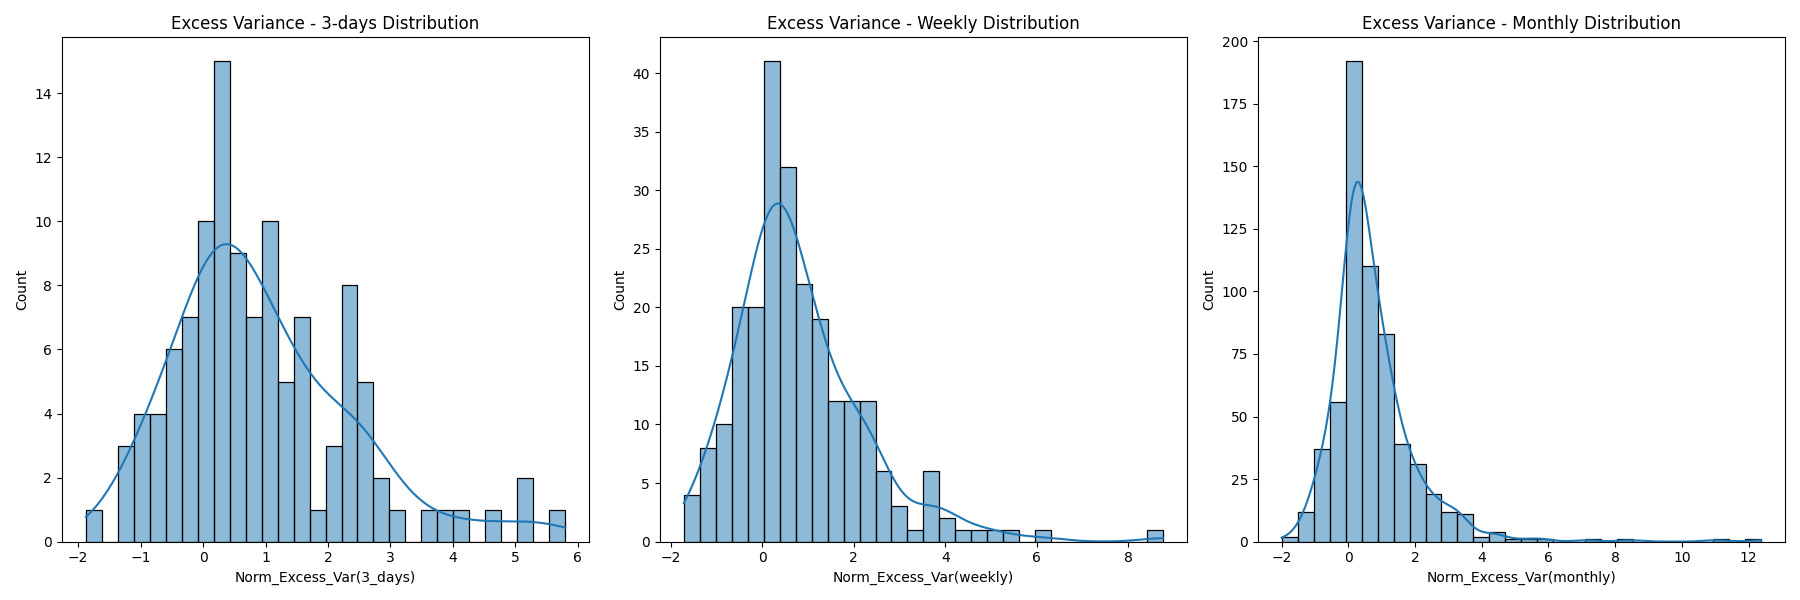 Excess Variance - 3-days Distribution
Count
14
12
10
8
6
4
2
0
−2 −1 0 1 2 3 4 5 6
Norm_Excess_Var(3_days)
Excess Variance - Weekly Distribution
Count
40
35
30
25
20
15
10
5
0
−2 0 2 4 6 8
Norm_Excess_Var(weekly)
Excess Variance - Monthly Distribution
Count
200
175
150
125
100
75
50
25
0
−2 0 2 4 6 8 10 12
Norm_Excess_Var(monthly)